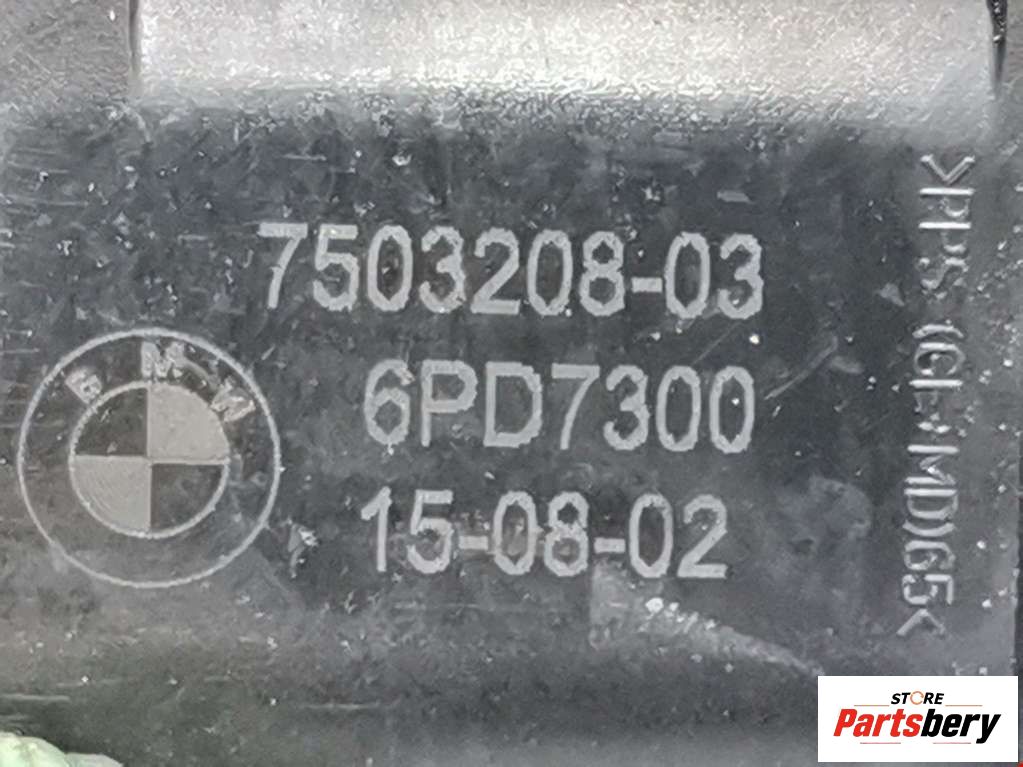 7503208-03
BMW
6PD7300
15-08-02
>PPS (GF+MD)65<
STORE
Partsbery